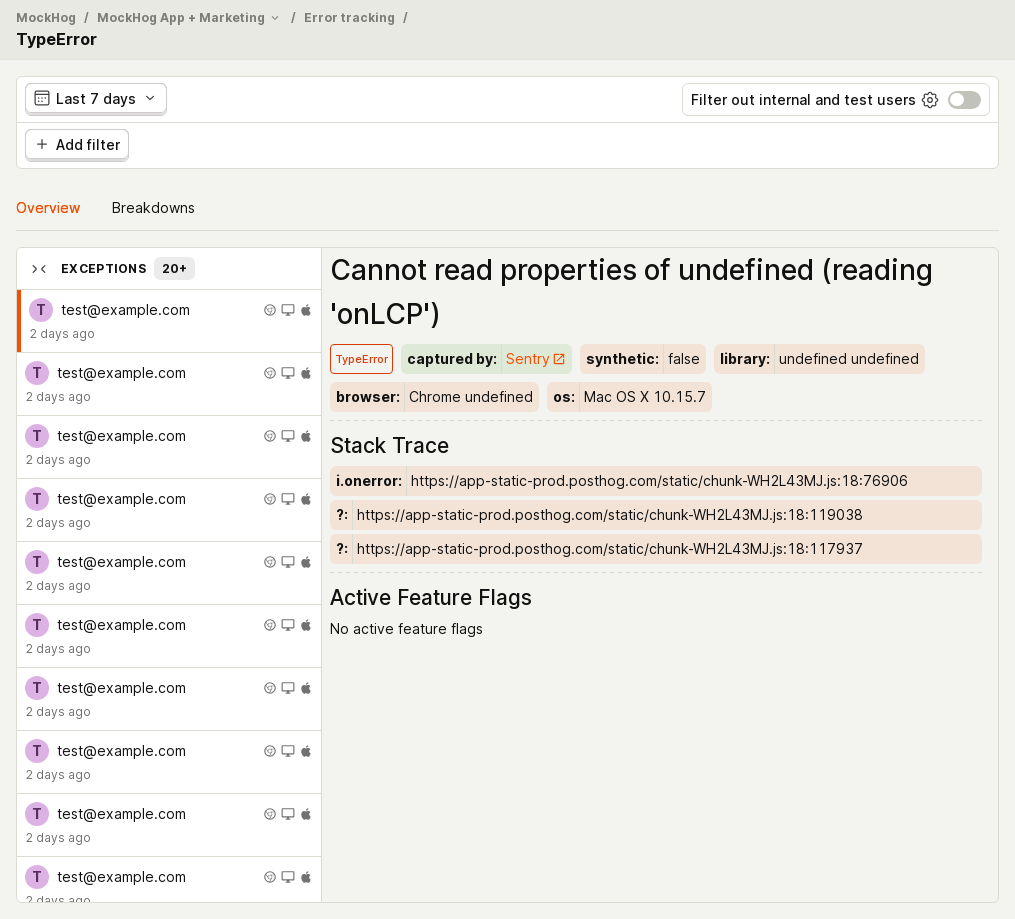 MockHog / MockHog App + Marketing / Error tracking /
TypeError
Last 7 days
Filter out internal and test users
Add filter
Overview
Breakdowns
EXCEPTIONS 20+
T test@example.com
2 days ago
T test@example.com
2 days ago
T test@example.com
2 days ago
T test@example.com
2 days ago
T test@example.com
2 days ago
T test@example.com
2 days ago
T test@example.com
2 days ago
T test@example.com
2 days ago
T test@example.com
2 days ago
T test@example.com
2 days ago
Cannot read properties of undefined (reading
'onLCP')
TypeError captured by: Sentry synthetic: false library: undefined undefined
browser: Chrome undefined os: Mac OS X 10.15.7
Stack Trace
i.onerror: https://app-static-prod.posthog.com/static/chunk-WH2L43MJ.js:18:76906
?: https://app-static-prod.posthog.com/static/chunk-WH2L43MJ.js:18:119038
?: https://app-static-prod.posthog.com/static/chunk-WH2L43MJ.js:18:117937
Active Feature Flags
No active feature flags